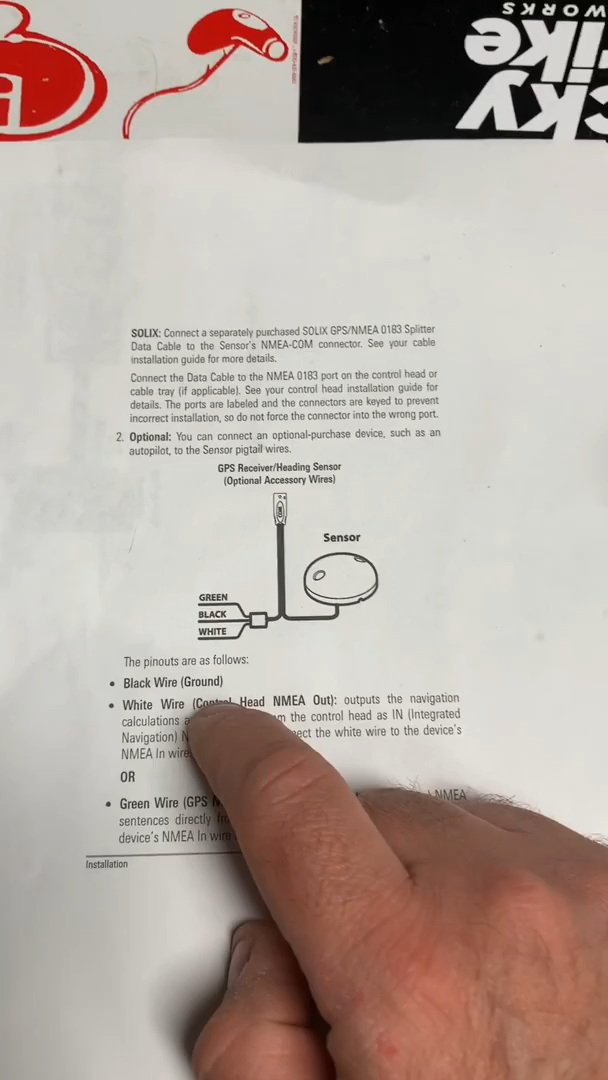 WORKS
ike
cky
SOLIX: Connect a separately purchased SOLIX GPS/NMEA 0183 Splitter
Data Cable to the Sensor's NMEA-COM connector. See your cable
installation guide for more details.
Connect the Data Cable to the NMEA 0183 port on the control head or
cable tray (if applicable). See your control head installation guide for
details. The ports are labeled and the connectors are keyed to prevent
incorrect installation, so do not force the connector into the wrong port.
2. Optional: You can connect an optional-purchase device, such as an
autopilot, to the Sensor pigtail wires.
GPS Receiver/Heading Sensor
(Optional Accessory Wires)
Sensor
GREEN
BLACK
WHITE
The pinouts are as follows:
• Black Wire (Ground)
• White Wire (Control Head NMEA Out): outputs the navigation
calculations the control head as IN (Integrated
Navigation) the white wire to the device's
NMEA In wire
OR
• Green Wire (GPS NMEA
sentences directly
device's NMEA In wire
Installation